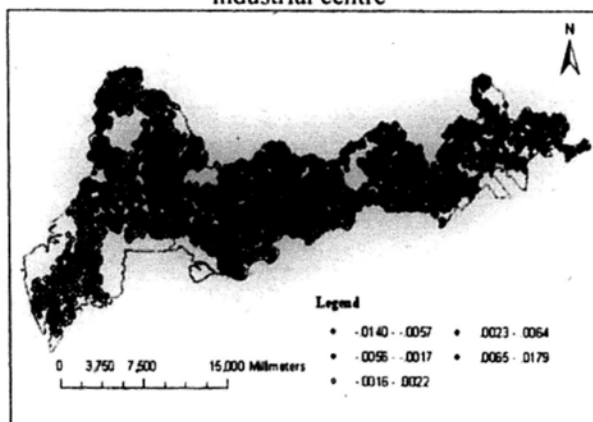 industrial centre
N
Legend
-.0140 - -.0057
.0023 - .0064
-.0056 - -.0017
.0065 - .0179
-.0016 - .0022
0 3,750 7,500 15,000 Millimeters